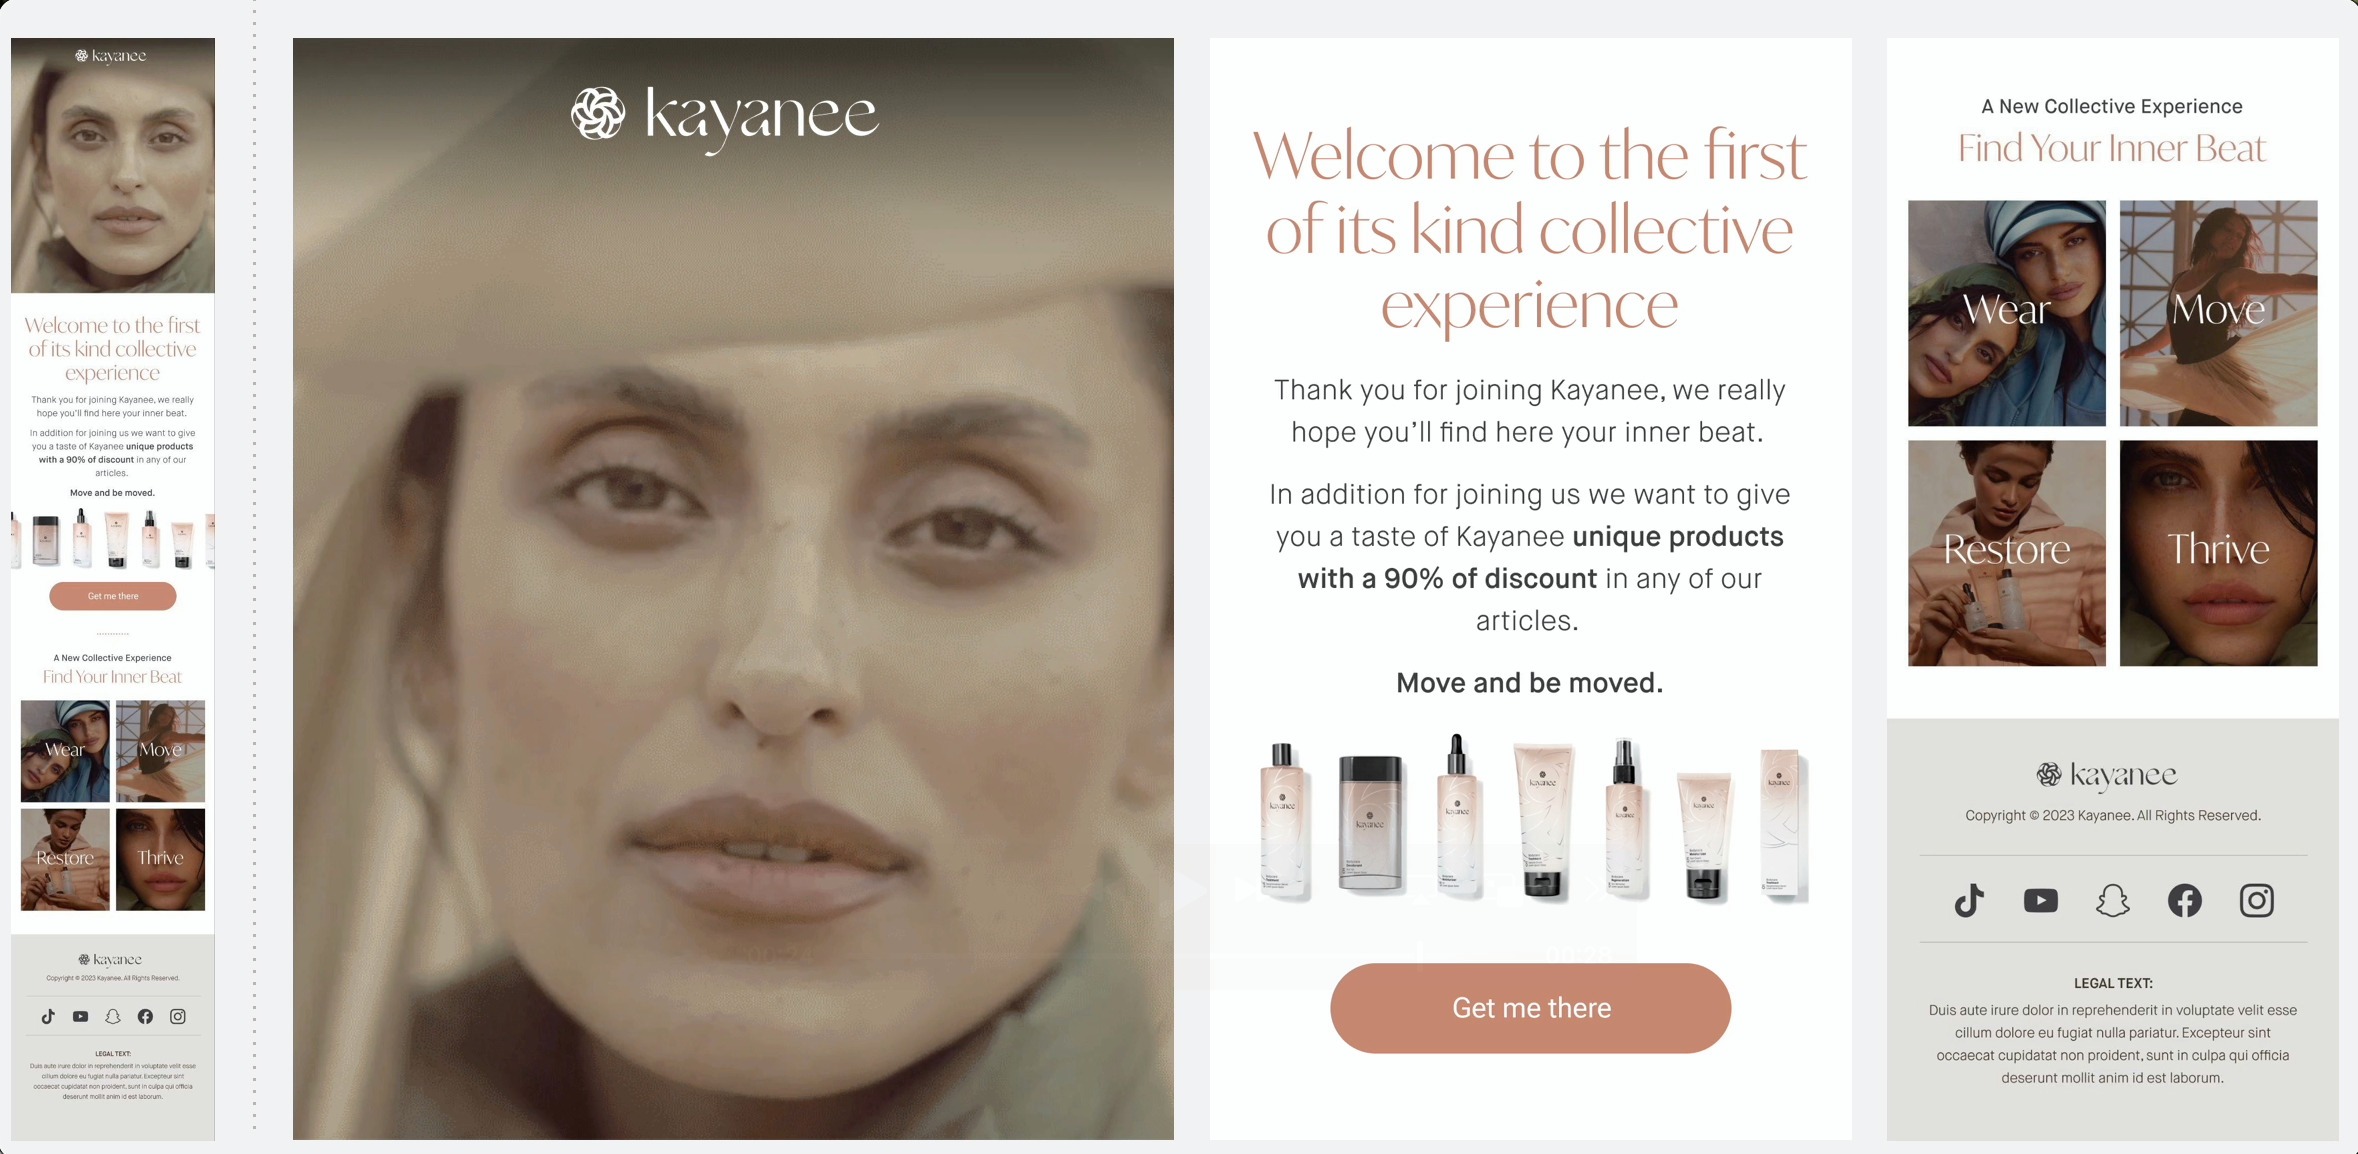 kayanee
Welcome to the first
of its kind collective
experience
Thank you for joining Kayanee, we really
hope you'll find here your inner beat.
In addition for joining us we want to give
you a taste of Kayanee unique products
with a 90% of discount in any of our
articles.
Move and be moved.
Get me there
A New Collective Experience
Find Your Inner Beat
Wear
Move
Restore
Thrive
kayanee
Copyright © 2023 Kayanee. All Rights Reserved.
LEGAL TEXT:
Duis aute irure dolor in reprehenderit in voluptate velit esse
cillum dolore eu fugiat nulla pariatur. Excepteur sint
occaecat cupidatat non proident, sunt in culpa qui officia
deserunt mollit anim id est laborum.
kayanee
Welcome to the first
of its kind collective
experience
Thank you for joining Kayanee, we really
hope you’ll find here your inner beat.
In addition for joining us we want to give
you a taste of Kayanee unique products
with a 90% of discount in any of our
articles.
Move and be moved.
kayanee
kayanee
kayanee
kayanee
kayanee
kayanee
kayanee
Get me there
A New Collective Experience
Find Your Inner Beat
Wear
Move
Restore
Thrive
kayanee
Copyright © 2023 Kayanee. All Rights Reserved.
LEGAL TEXT:
Duis aute irure dolor in reprehenderit in voluptate velit esse
cillum dolore eu fugiat nulla pariatur. Excepteur sint
occaecat cupidatat non proident, sunt in culpa qui officia
deserunt mollit anim id est laborum.